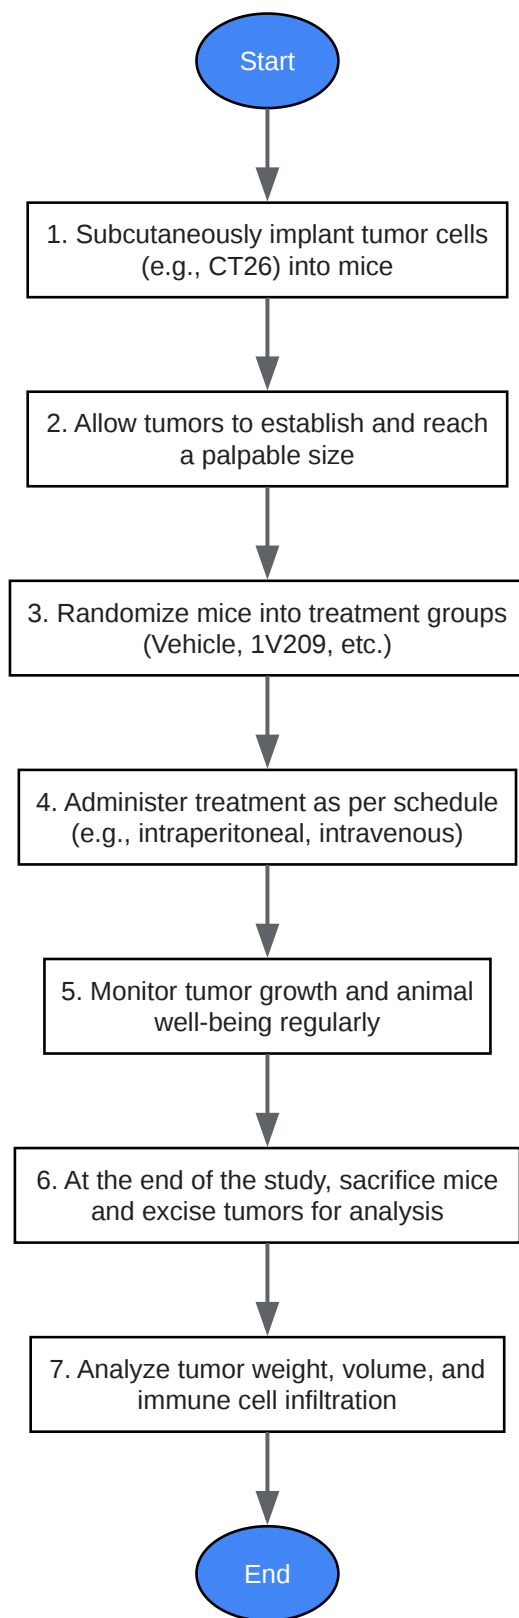 Start
1. Subcutaneously implant tumor cells
(e.g., CT26) into mice
2. Allow tumors to establish and reach
a palpable size
3. Randomize mice into treatment groups
(Vehicle, 1V209, etc.)
4. Administer treatment as per schedule
(e.g., intraperitoneal, intravenous)
5. Monitor tumor growth and animal
well-being regularly
6. At the end of the study, sacrifice mice
and excise tumors for analysis
7. Analyze tumor weight, volume, and
immune cell infiltration
End